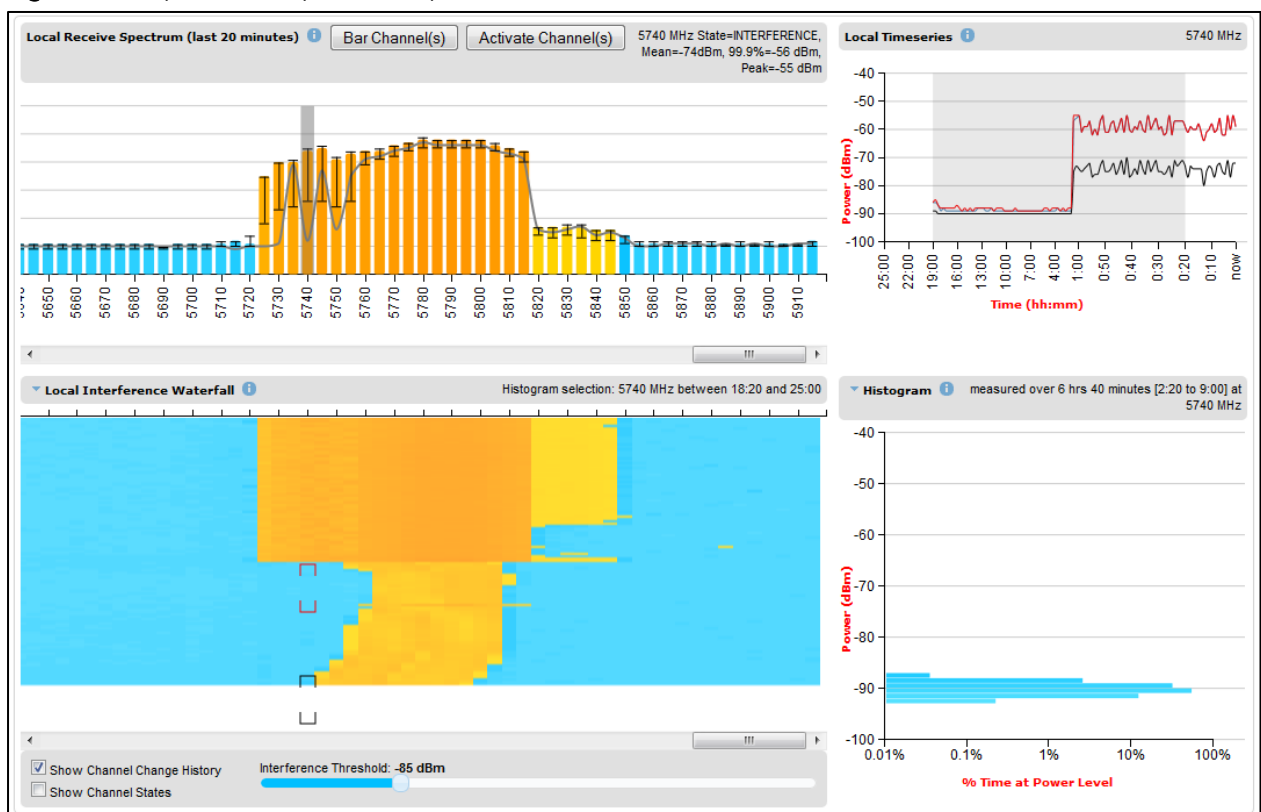 Local Receive Spectrum (last 20 minutes) i Bar Channel(s) Activate Channel(s) 5740 MHz State=INTERFERENCE,
Mean=-74dBm, 99.9%=-56 dBm,
Peak=-55 dBm
5650 5660 5670 5680 5690 5700 5710 5720 5730 5740 5750 5760 5770 5780 5790 5800 5810 5820 5830 5840 5850 5860 5870 5880 5890 5900 5910
Local Timeseries i 5740 MHz
-40
-50
-60
-70
-80
-90
-100
Power (dBm)
25:00 22:00 19:00 16:00 13:00 10:00 7:00 4:00 1:00 0:50 0:40 0:30 0:20 0:10 now
Time (hh:mm)
Local Interference Waterfall i Histogram selection: 5740 MHz between 18:20 and 25:00
Show Channel Change History
Show Channel States
Interference Threshold: -85 dBm
Histogram i measured over 6 hrs 40 minutes [2:20 to 9:00] at
5740 MHz
-40
-50
-60
-70
-80
-90
-100
Power (dBm)
0.01% 0.1% 1% 10% 100%
% Time at Power Level